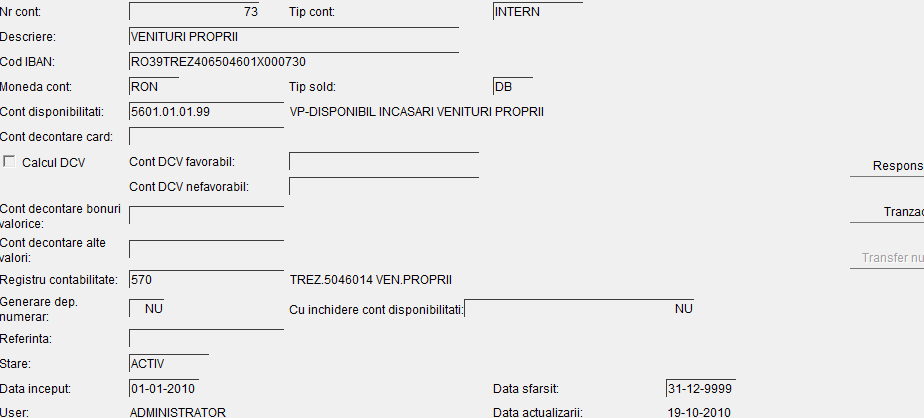 Nr cont: 73 Tip cont: INTERN
Descriere: VENITURI PROPRII
Cod IBAN: RO39TREZ406504601X000730
Moneda cont: RON Tip sold: DB
Cont disponibilitati: 5601.01.01.99 VP-DISPONIBIL INCASARI VENITURI PROPRII
Cont decontare card:
Calcul DCV Cont DCV favorabil:
Respons
Cont DCV nefavorabil:
Cont decontare bonuri
valorice:
Tranzac
Cont decontare alte
valori:
Transfer nu
Registru contabilitate: 570 TREZ.5046014 VEN.PROPRII
Generare dep.
numerar: NU Cu inchidere cont disponibilitati: NU
Referinta:
Stare: ACTIV
Data inceput: 01-01-2010 Data sfarsit: 31-12-9999
User: ADMINISTRATOR Data actualizarii: 19-10-2010